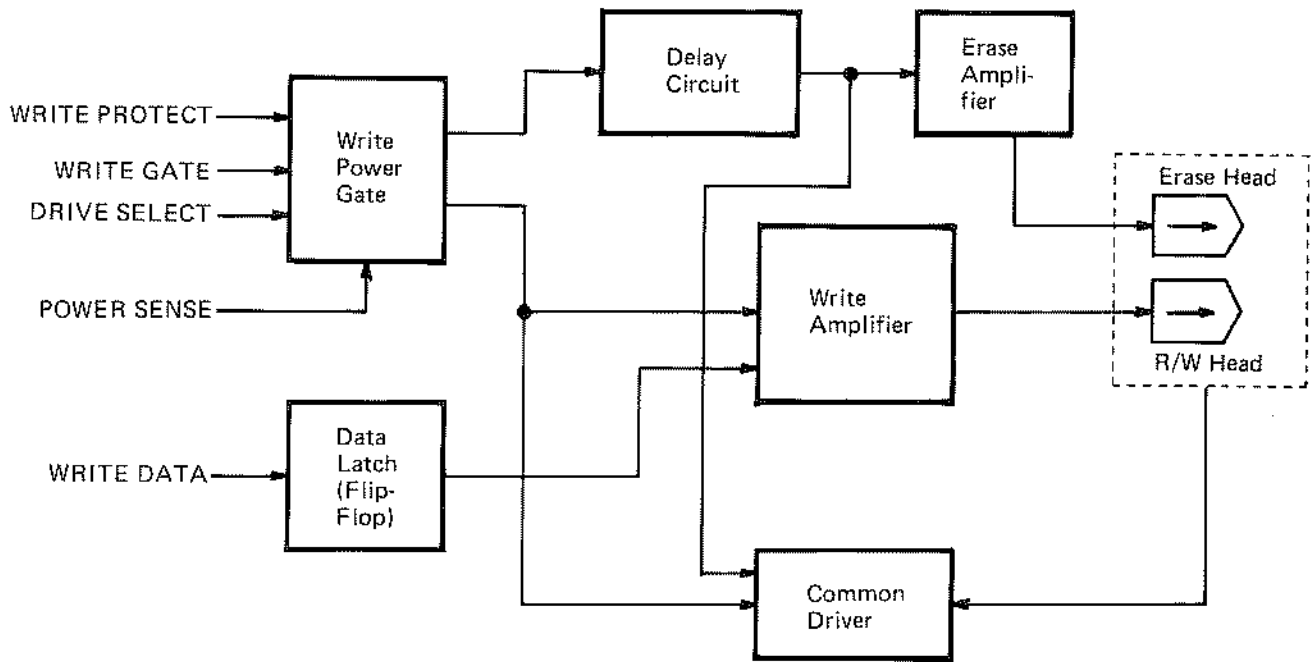 Delay
Circuit
Erase
Ampli-
fier
WRITE PROTECT
WRITE GATE
DRIVE SELECT
POWER SENSE
Write
Power
Gate
Erase Head
Write
Amplifier
R/W Head
WRITE DATA
Data
Latch
(Flip-
Flop)
Common
Driver